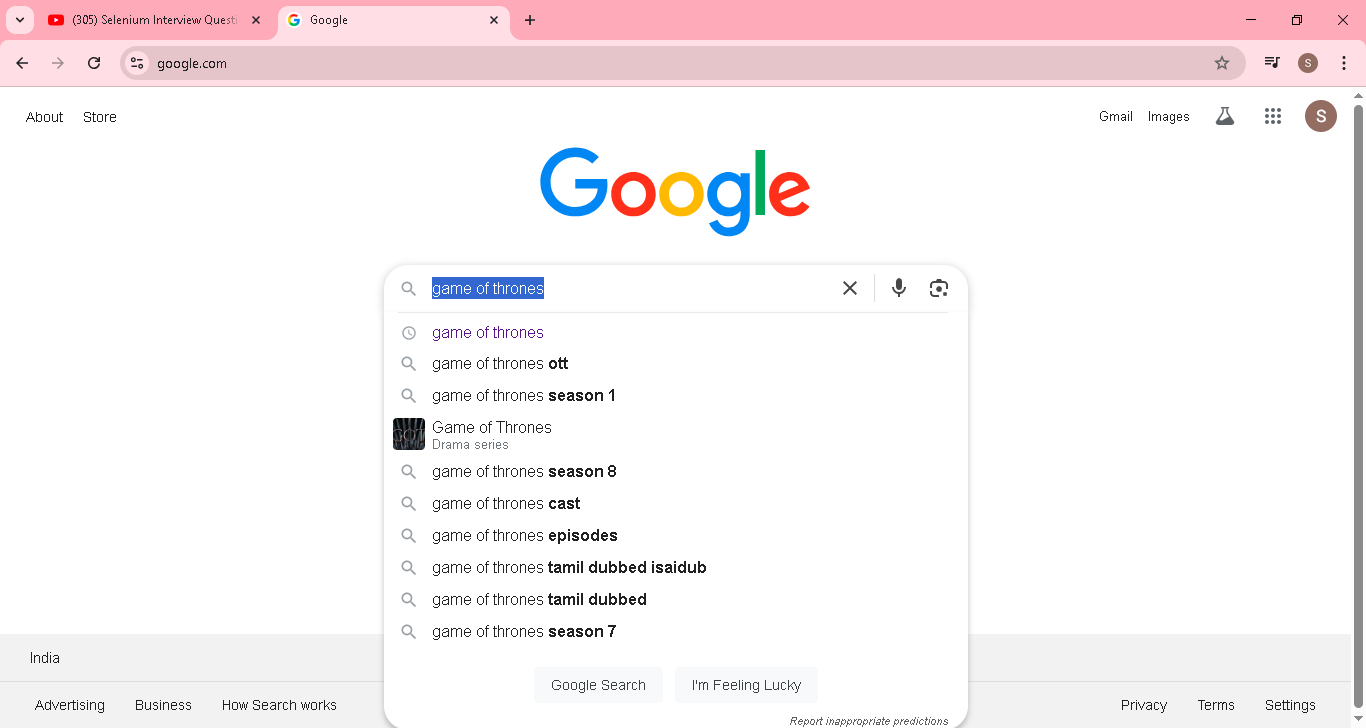 (305) Selenium Interview Questi
Google
google.com
S
About Store
Gmail Images
S
Google
game of thrones
game of thrones
game of thrones ott
game of thrones season 1
Game of Thrones
Drama series
game of thrones season 8
game of thrones cast
game of thrones episodes
game of thrones tamil dubbed isaidub
game of thrones tamil dubbed
game of thrones season 7
Google Search I'm Feeling Lucky
Report inappropriate predictions
India
Advertising Business How Search works
Privacy Terms Settings